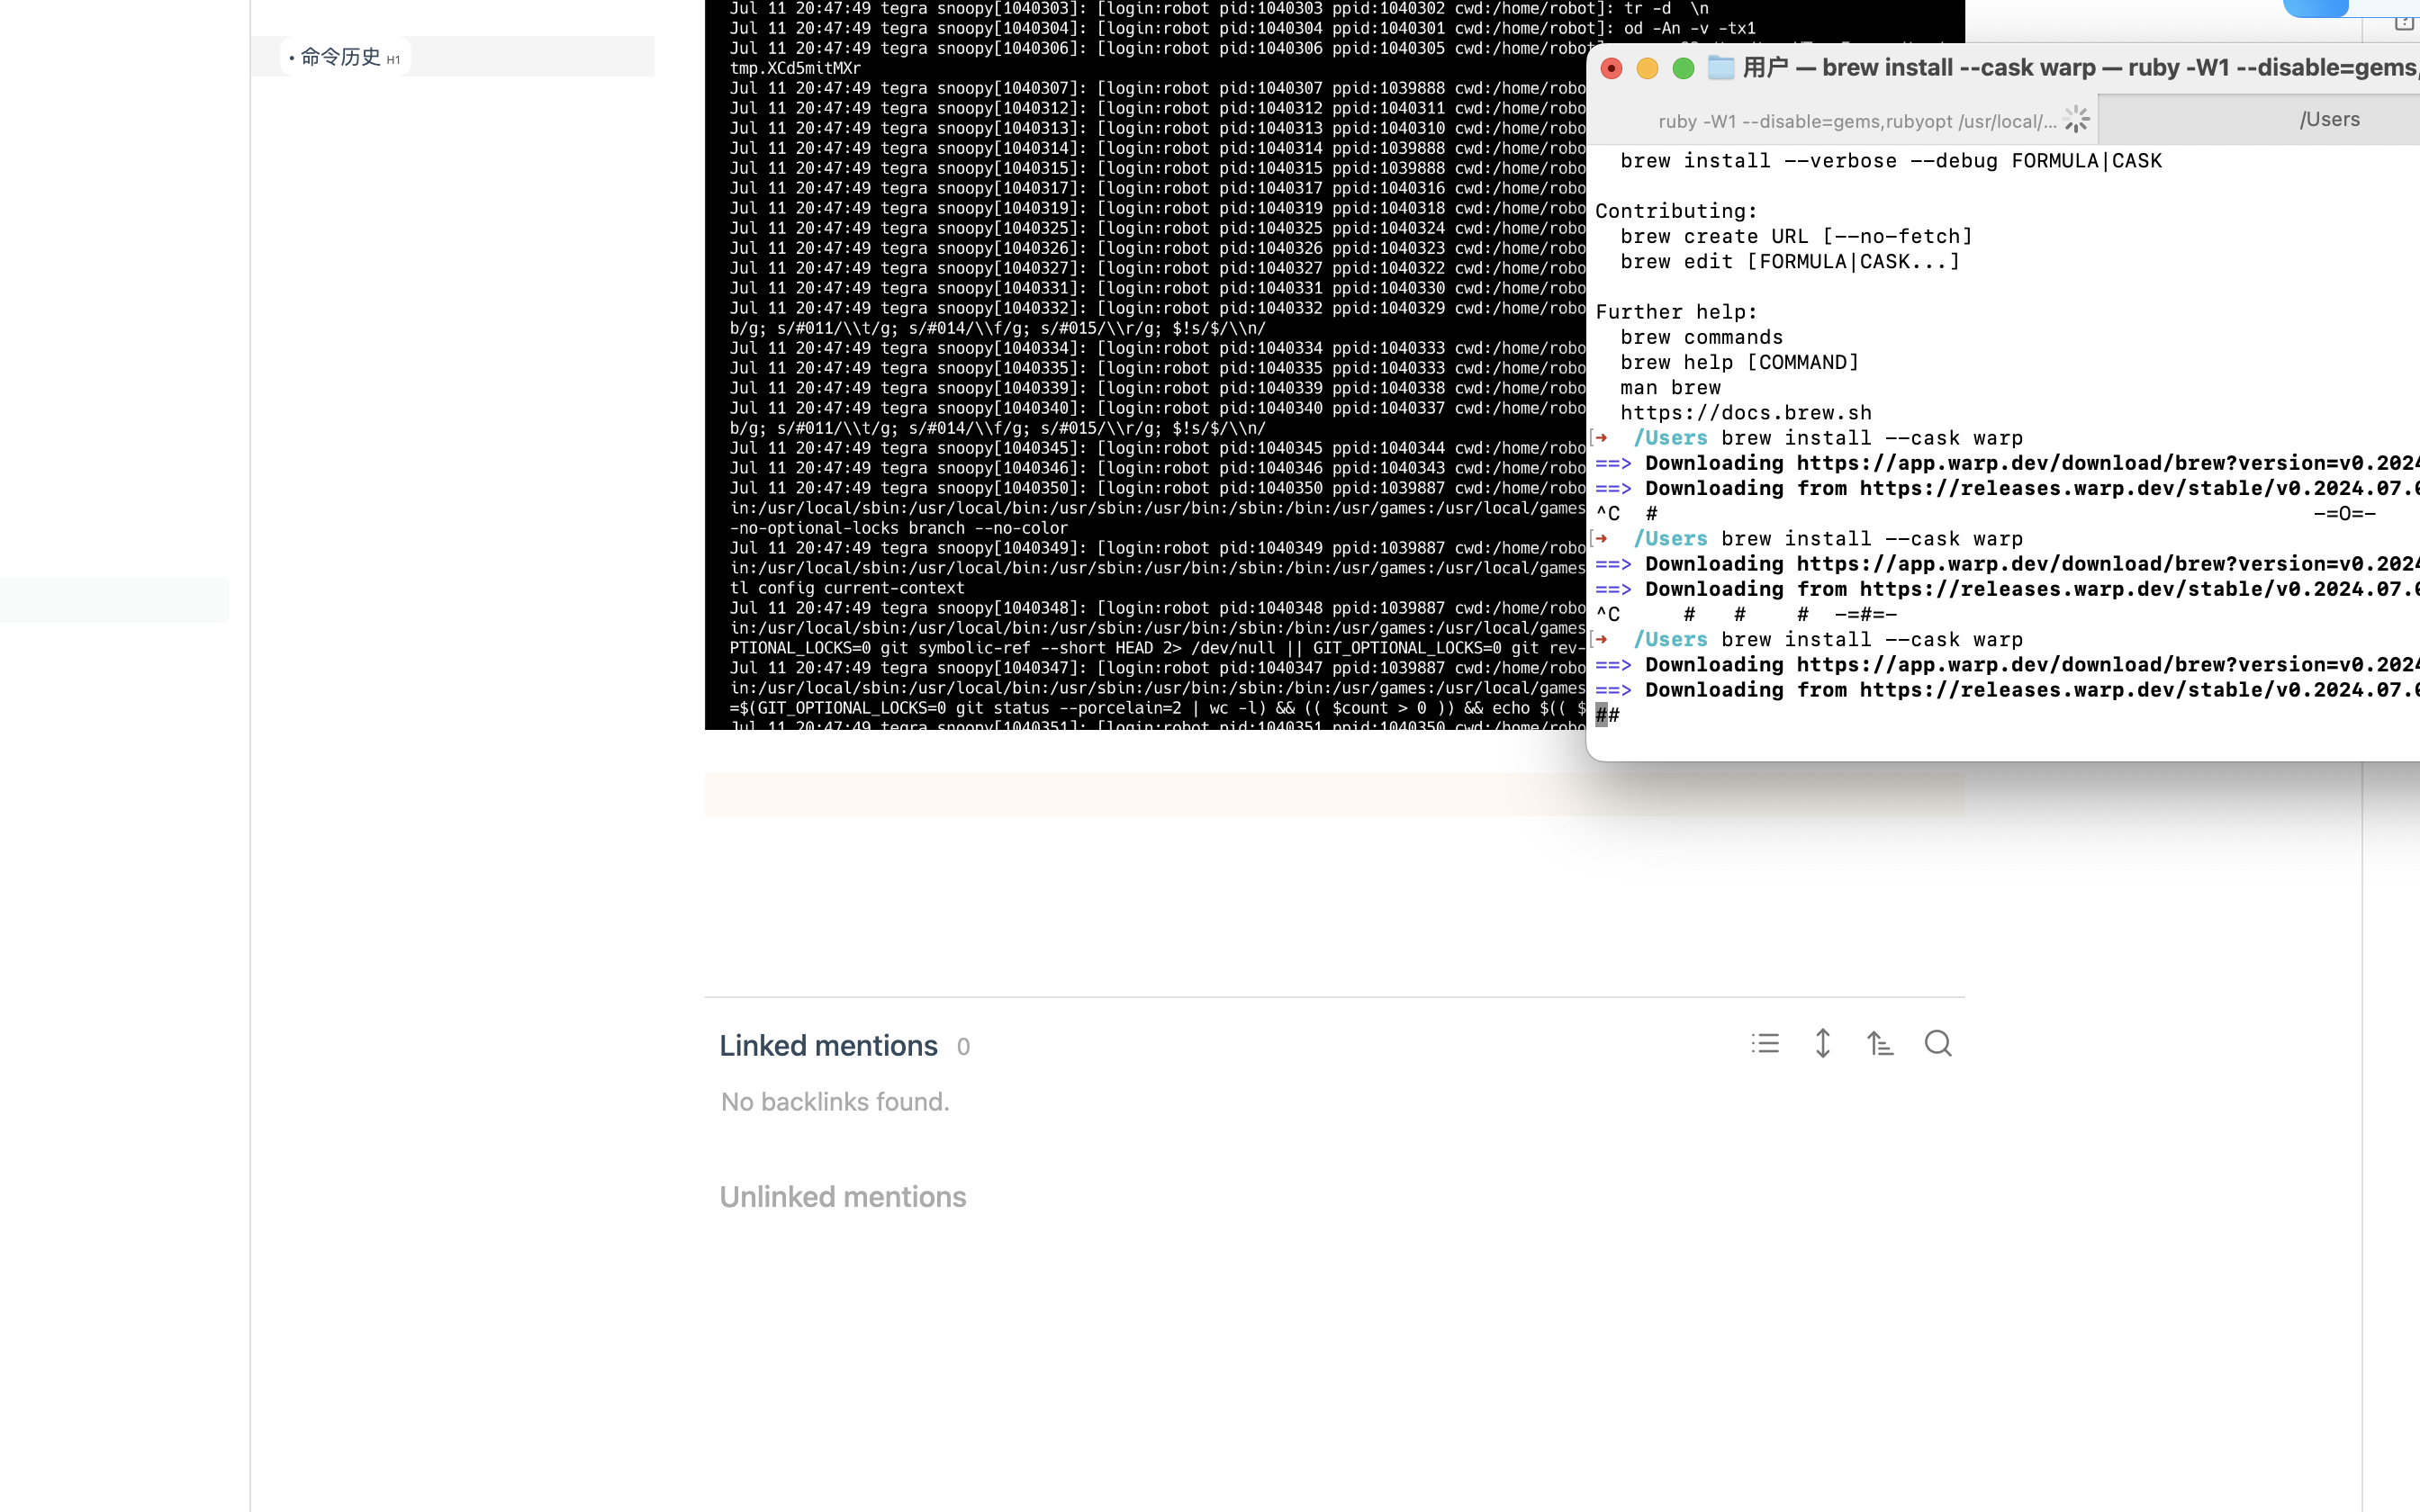 • 命令历史 H1
Jul 11 20:47:49 tegra snoopy[1040303]: [login:robot pid:1040303 ppid:1040302 cwd:/home/robot]: tr -d  \n
Jul 11 20:47:49 tegra snoopy[1040304]: [login:robot pid:1040304 ppid:1040301 cwd:/home/robot]: od -An -v -tx1
Jul 11 20:47:49 tegra snoopy[1040306]: [login:robot pid:1040306 ppid:1040305 cwd:/home/robot
tmp.XCd5mitMXr
Jul 11 20:47:49 tegra snoopy[1040307]: [login:robot pid:1040307 ppid:1039888 cwd:/home/robo
Jul 11 20:47:49 tegra snoopy[1040312]: [login:robot pid:1040312 ppid:1040311 cwd:/home/robo
Jul 11 20:47:49 tegra snoopy[1040313]: [login:robot pid:1040313 ppid:1040310 cwd:/home/robo
Jul 11 20:47:49 tegra snoopy[1040314]: [login:robot pid:1040314 ppid:1039888 cwd:/home/robo
Jul 11 20:47:49 tegra snoopy[1040315]: [login:robot pid:1040315 ppid:1039888 cwd:/home/robo
Jul 11 20:47:49 tegra snoopy[1040317]: [login:robot pid:1040317 ppid:1040316 cwd:/home/robo
Jul 11 20:47:49 tegra snoopy[1040319]: [login:robot pid:1040319 ppid:1040318 cwd:/home/robo
Jul 11 20:47:49 tegra snoopy[1040325]: [login:robot pid:1040325 ppid:1040324 cwd:/home/robo
Jul 11 20:47:49 tegra snoopy[1040326]: [login:robot pid:1040326 ppid:1040323 cwd:/home/robo
Jul 11 20:47:49 tegra snoopy[1040327]: [login:robot pid:1040327 ppid:1040322 cwd:/home/robo
Jul 11 20:47:49 tegra snoopy[1040331]: [login:robot pid:1040331 ppid:1040330 cwd:/home/robo
Jul 11 20:47:49 tegra snoopy[1040332]: [login:robot pid:1040332 ppid:1040329 cwd:/home/robo
b/g; s/#011/\\t/g; s/#014/\\f/g; s/#015/\\r/g; $!s/$/\\n/
Jul 11 20:47:49 tegra snoopy[1040334]: [login:robot pid:1040334 ppid:1040333 cwd:/home/robo
Jul 11 20:47:49 tegra snoopy[1040335]: [login:robot pid:1040335 ppid:1040333 cwd:/home/robo
Jul 11 20:47:49 tegra snoopy[1040339]: [login:robot pid:1040339 ppid:1040338 cwd:/home/robo
Jul 11 20:47:49 tegra snoopy[1040340]: [login:robot pid:1040340 ppid:1040337 cwd:/home/robo
b/g; s/#011/\\t/g; s/#014/\\f/g; s/#015/\\r/g; $!s/$/\\n/
Jul 11 20:47:49 tegra snoopy[1040345]: [login:robot pid:1040345 ppid:1040344 cwd:/home/robo
Jul 11 20:47:49 tegra snoopy[1040346]: [login:robot pid:1040346 ppid:1040343 cwd:/home/robo
Jul 11 20:47:49 tegra snoopy[1040350]: [login:robot pid:1040350 ppid:1039887 cwd:/home/robo
in:/usr/local/sbin:/usr/local/bin:/usr/sbin:/usr/bin:/sbin:/bin:/usr/games:/usr/local/games
-no-optional-locks branch --no-color
Jul 11 20:47:49 tegra snoopy[1040349]: [login:robot pid:1040349 ppid:1039887 cwd:/home/robo
in:/usr/local/sbin:/usr/local/bin:/usr/sbin:/usr/bin:/sbin:/bin:/usr/games:/usr/local/games
tl config current-context
Jul 11 20:47:49 tegra snoopy[1040348]: [login:robot pid:1040348 ppid:1039887 cwd:/home/robo
in:/usr/local/sbin:/usr/local/bin:/usr/sbin:/usr/bin:/sbin:/bin:/usr/games:/usr/local/games
PTIONAL_LOCKS=0 git symbolic-ref --short HEAD 2> /dev/null || GIT_OPTIONAL_LOCKS=0 git rev-
Jul 11 20:47:49 tegra snoopy[1040347]: [login:robot pid:1040347 ppid:1039887 cwd:/home/robo
in:/usr/local/sbin:/usr/local/bin:/usr/sbin:/usr/bin:/sbin:/bin:/usr/games:/usr/local/games
=$(GIT_OPTIONAL_LOCKS=0 git status --porcelain=2 | wc -l) && (( $count > 0 )) && echo $(( $
Jul 11 20:47:49 tegra snoopy[1040351]: [login:robot pid:1040351 ppid:1040350 cwd:/home/robo
用户 — brew install --cask warp — ruby -W1 --disable=gems,
ruby -W1 --disable=gems,rubyopt /usr/local/...
/Users
brew install --verbose --debug FORMULA|CASK
Contributing:
brew create URL [--no-fetch]
brew edit [FORMULA|CASK...]
Further help:
brew commands
brew help [COMMAND]
man brew
https://docs.brew.sh
[➜  /Users brew install --cask warp
==> Downloading https://app.warp.dev/download/brew?version=v0.2024
==> Downloading from https://releases.warp.dev/stable/v0.2024.07.0
^C  # -=O=-
[➜  /Users brew install --cask warp
==> Downloading https://app.warp.dev/download/brew?version=v0.2024
==> Downloading from https://releases.warp.dev/stable/v0.2024.07.0
^C     #   #    #  -=#=-
[➜  /Users brew install --cask warp
==> Downloading https://app.warp.dev/download/brew?version=v0.2024
==> Downloading from https://releases.warp.dev/stable/v0.2024.07.0
##
Linked mentions 0
No backlinks found.
Unlinked mentions